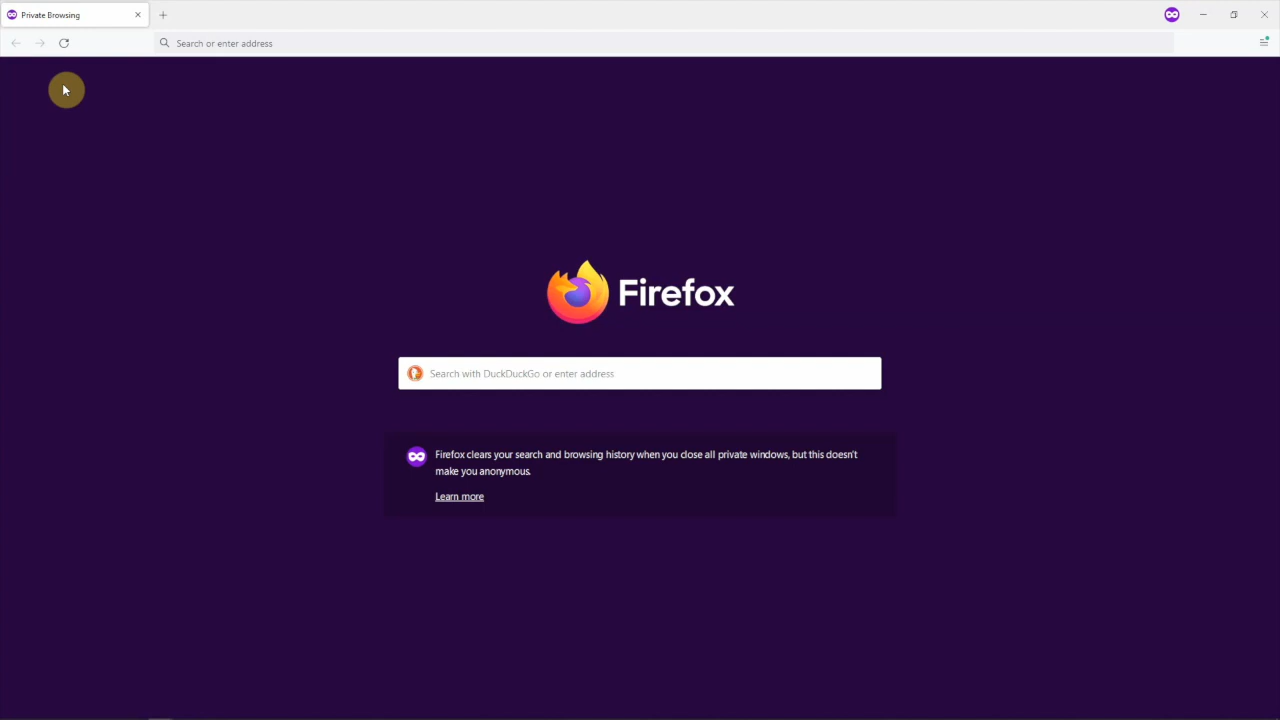 Private Browsing
Search or enter address
Firefox
Search with DuckDuckGo or enter address
Firefox clears your search and browsing history when you close all private windows, but this doesn't
make you anonymous.
Learn more